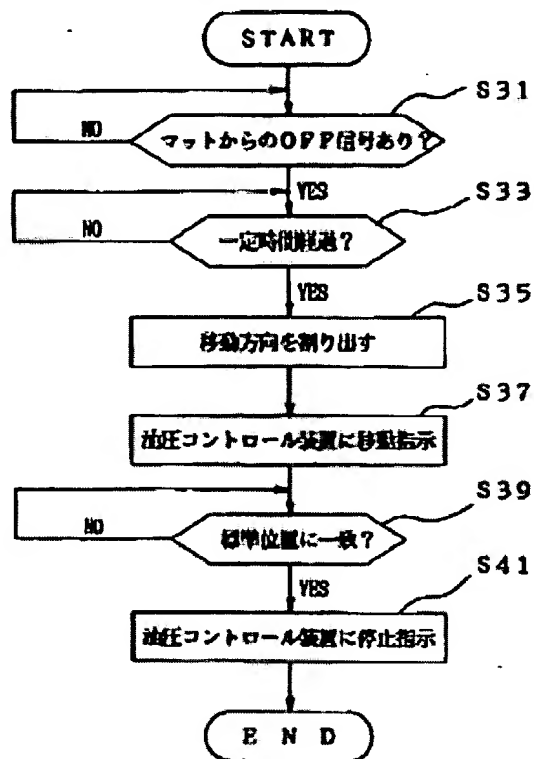 START
S31
マットからのOFF信号あり?
NO
YES
S33
一定時間経過?
NO
YES
S35
移動方向を割り出す
S37
油圧コントロール装置に移動指示
S39
標準位置に一致?
NO
YES
S41
油圧コントロール装置に停止指示
END